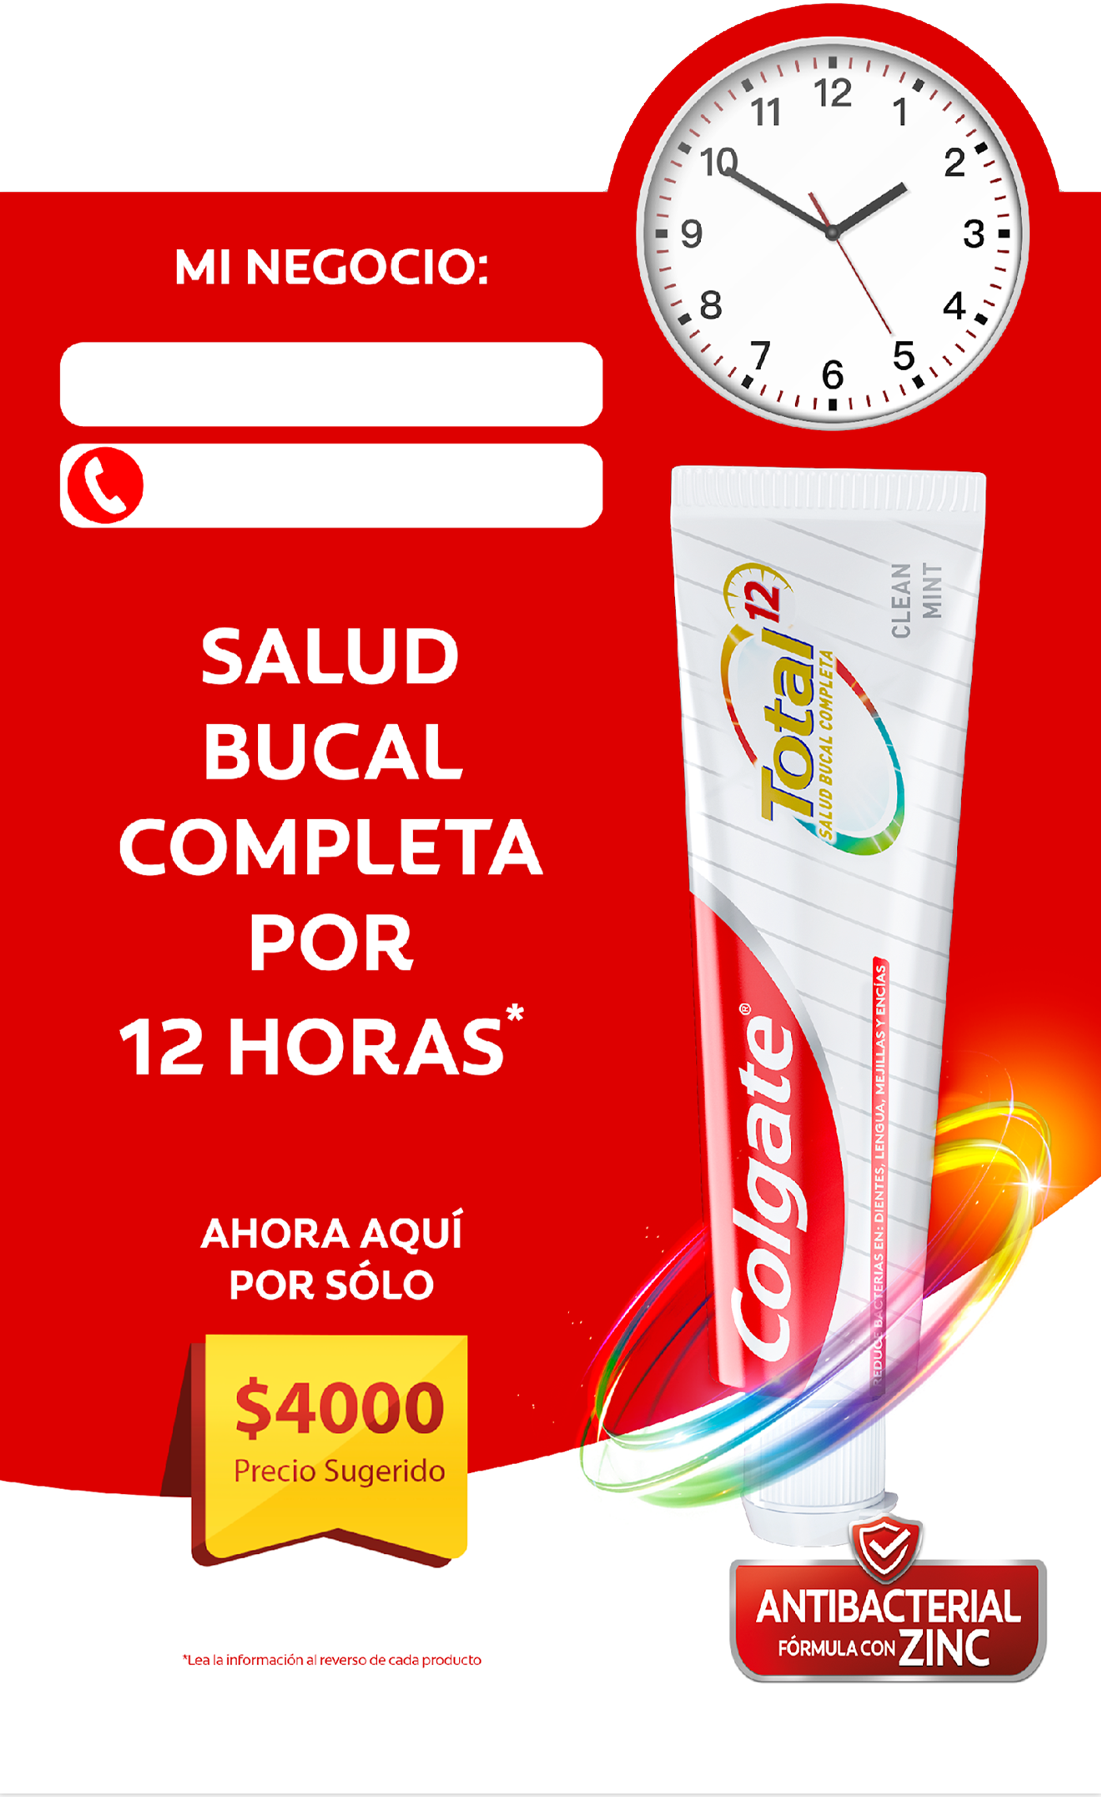 12
11
1
10
2
9
3
8
4
7
5
6
MI NEGOCIO:
SALUD
BUCAL
COMPLETA
POR
12 HORAS*
AHORA AQUÍ
POR SÓLO
$4000
Precio Sugerido
*Lea la información al reverso de cada producto
CLEAN
MINT
Total 12
SALUD BUCAL COMPLETA
Colgate®
REDUCE BACTERIAS EN: DIENTES, LENGUA, MEJILLAS Y ENCÍAS
ANTIBACTERIAL
FÓRMULA CON ZINC